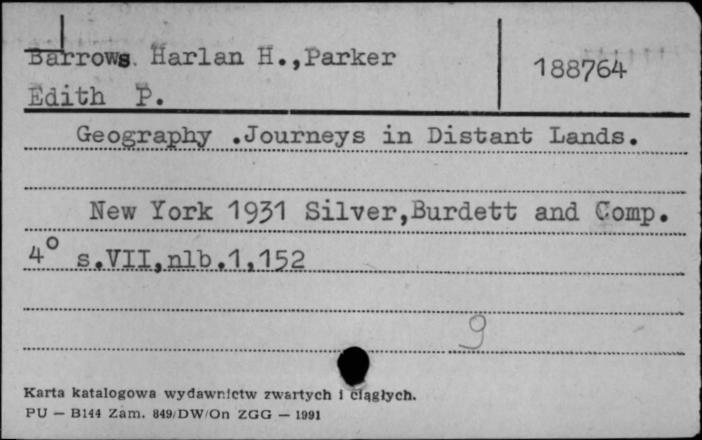 Barrows. Harlan H.,Parker
188764
Edith P.
Geography .Journeys in Distant Lands.
New York 1931 Silver,Burdett and Comp.
4° s.VII,nlb.1,152
9
Karta katalogowa wydawnictw zwartych i ciągłych.
PU — B144 Zam. 849/DW/On ZGG — 1991